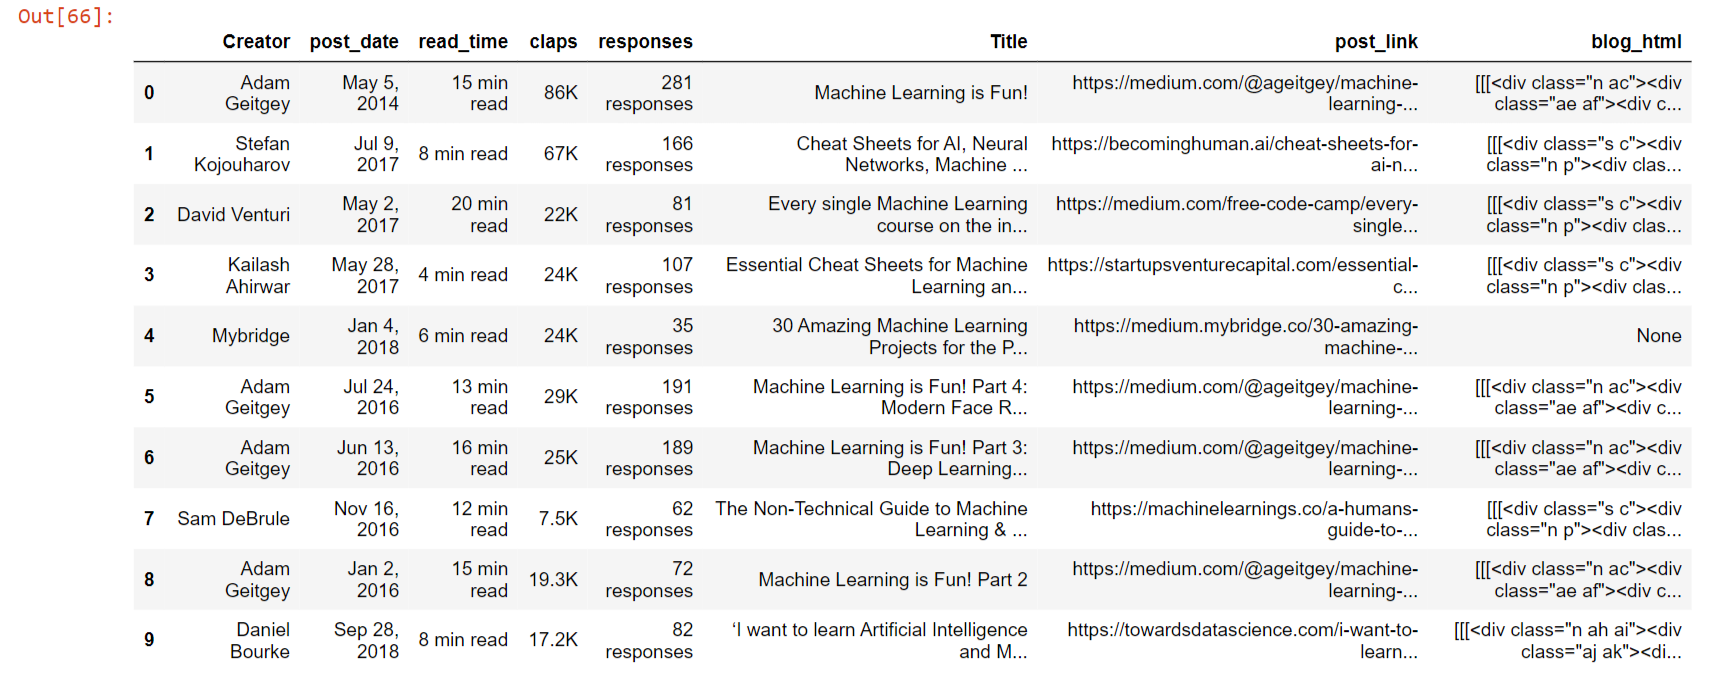 Out[66]:
Creator post_date read_time claps responses Title post_link blog_html
0 Adam Geitgey May 5, 2014 15 min read 86K 281 responses Machine Learning is Fun! https://medium.com/@ageitgey/machine-learning-... [[[<div class="n ac"><div class="ae af"><div c...
1 Stefan Kojouharov Jul 9, 2017 8 min read 67K 166 responses Cheat Sheets for AI, Neural Networks, Machine ... https://becominghuman.ai/cheat-sheets-for-ai-n... [[[<div class="s c"><div class="n p"><div clas...
2 David Venturi May 2, 2017 20 min read 22K 81 responses Every single Machine Learning course on the in... https://medium.com/free-code-camp/every-single... [[[<div class="s c"><div class="n p"><div clas...
3 Kailash Ahirwar May 28, 2017 4 min read 24K 107 responses Essential Cheat Sheets for Machine Learning an... https://startupsventurecapital.com/essential-c... [[[<div class="s c"><div class="n p"><div clas...
4 Mybridge Jan 4, 2018 6 min read 24K 35 responses 30 Amazing Machine Learning Projects for the P... https://medium.mybridge.co/30-amazing-machine-... None
5 Adam Geitgey Jul 24, 2016 13 min read 29K 191 responses Machine Learning is Fun! Part 4: Modern Face R... https://medium.com/@ageitgey/machine-learning-... [[[<div class="n ac"><div class="ae af"><div c...
6 Adam Geitgey Jun 13, 2016 16 min read 25K 189 responses Machine Learning is Fun! Part 3: Deep Learning... https://medium.com/@ageitgey/machine-learning-... [[[<div class="n ac"><div class="ae af"><div c...
7 Sam DeBrule Nov 16, 2016 12 min read 7.5K 62 responses The Non-Technical Guide to Machine Learning & ... https://machinelearnings.co/a-humans-guide-to-... [[[<div class="s c"><div class="n p"><div clas...
8 Adam Geitgey Jan 2, 2016 15 min read 19.3K 72 responses Machine Learning is Fun! Part 2 https://medium.com/@ageitgey/machine-learning-... [[[<div class="n ac"><div class="ae af"><div c...
9 Daniel Bourke Sep 28, 2018 8 min read 17.2K 82 responses ‘I want to learn Artificial Intelligence and M... https://towardsdatascience.com/i-want-to-learn... [[[<div class="n ah ai"><div class="aj ak"><di...